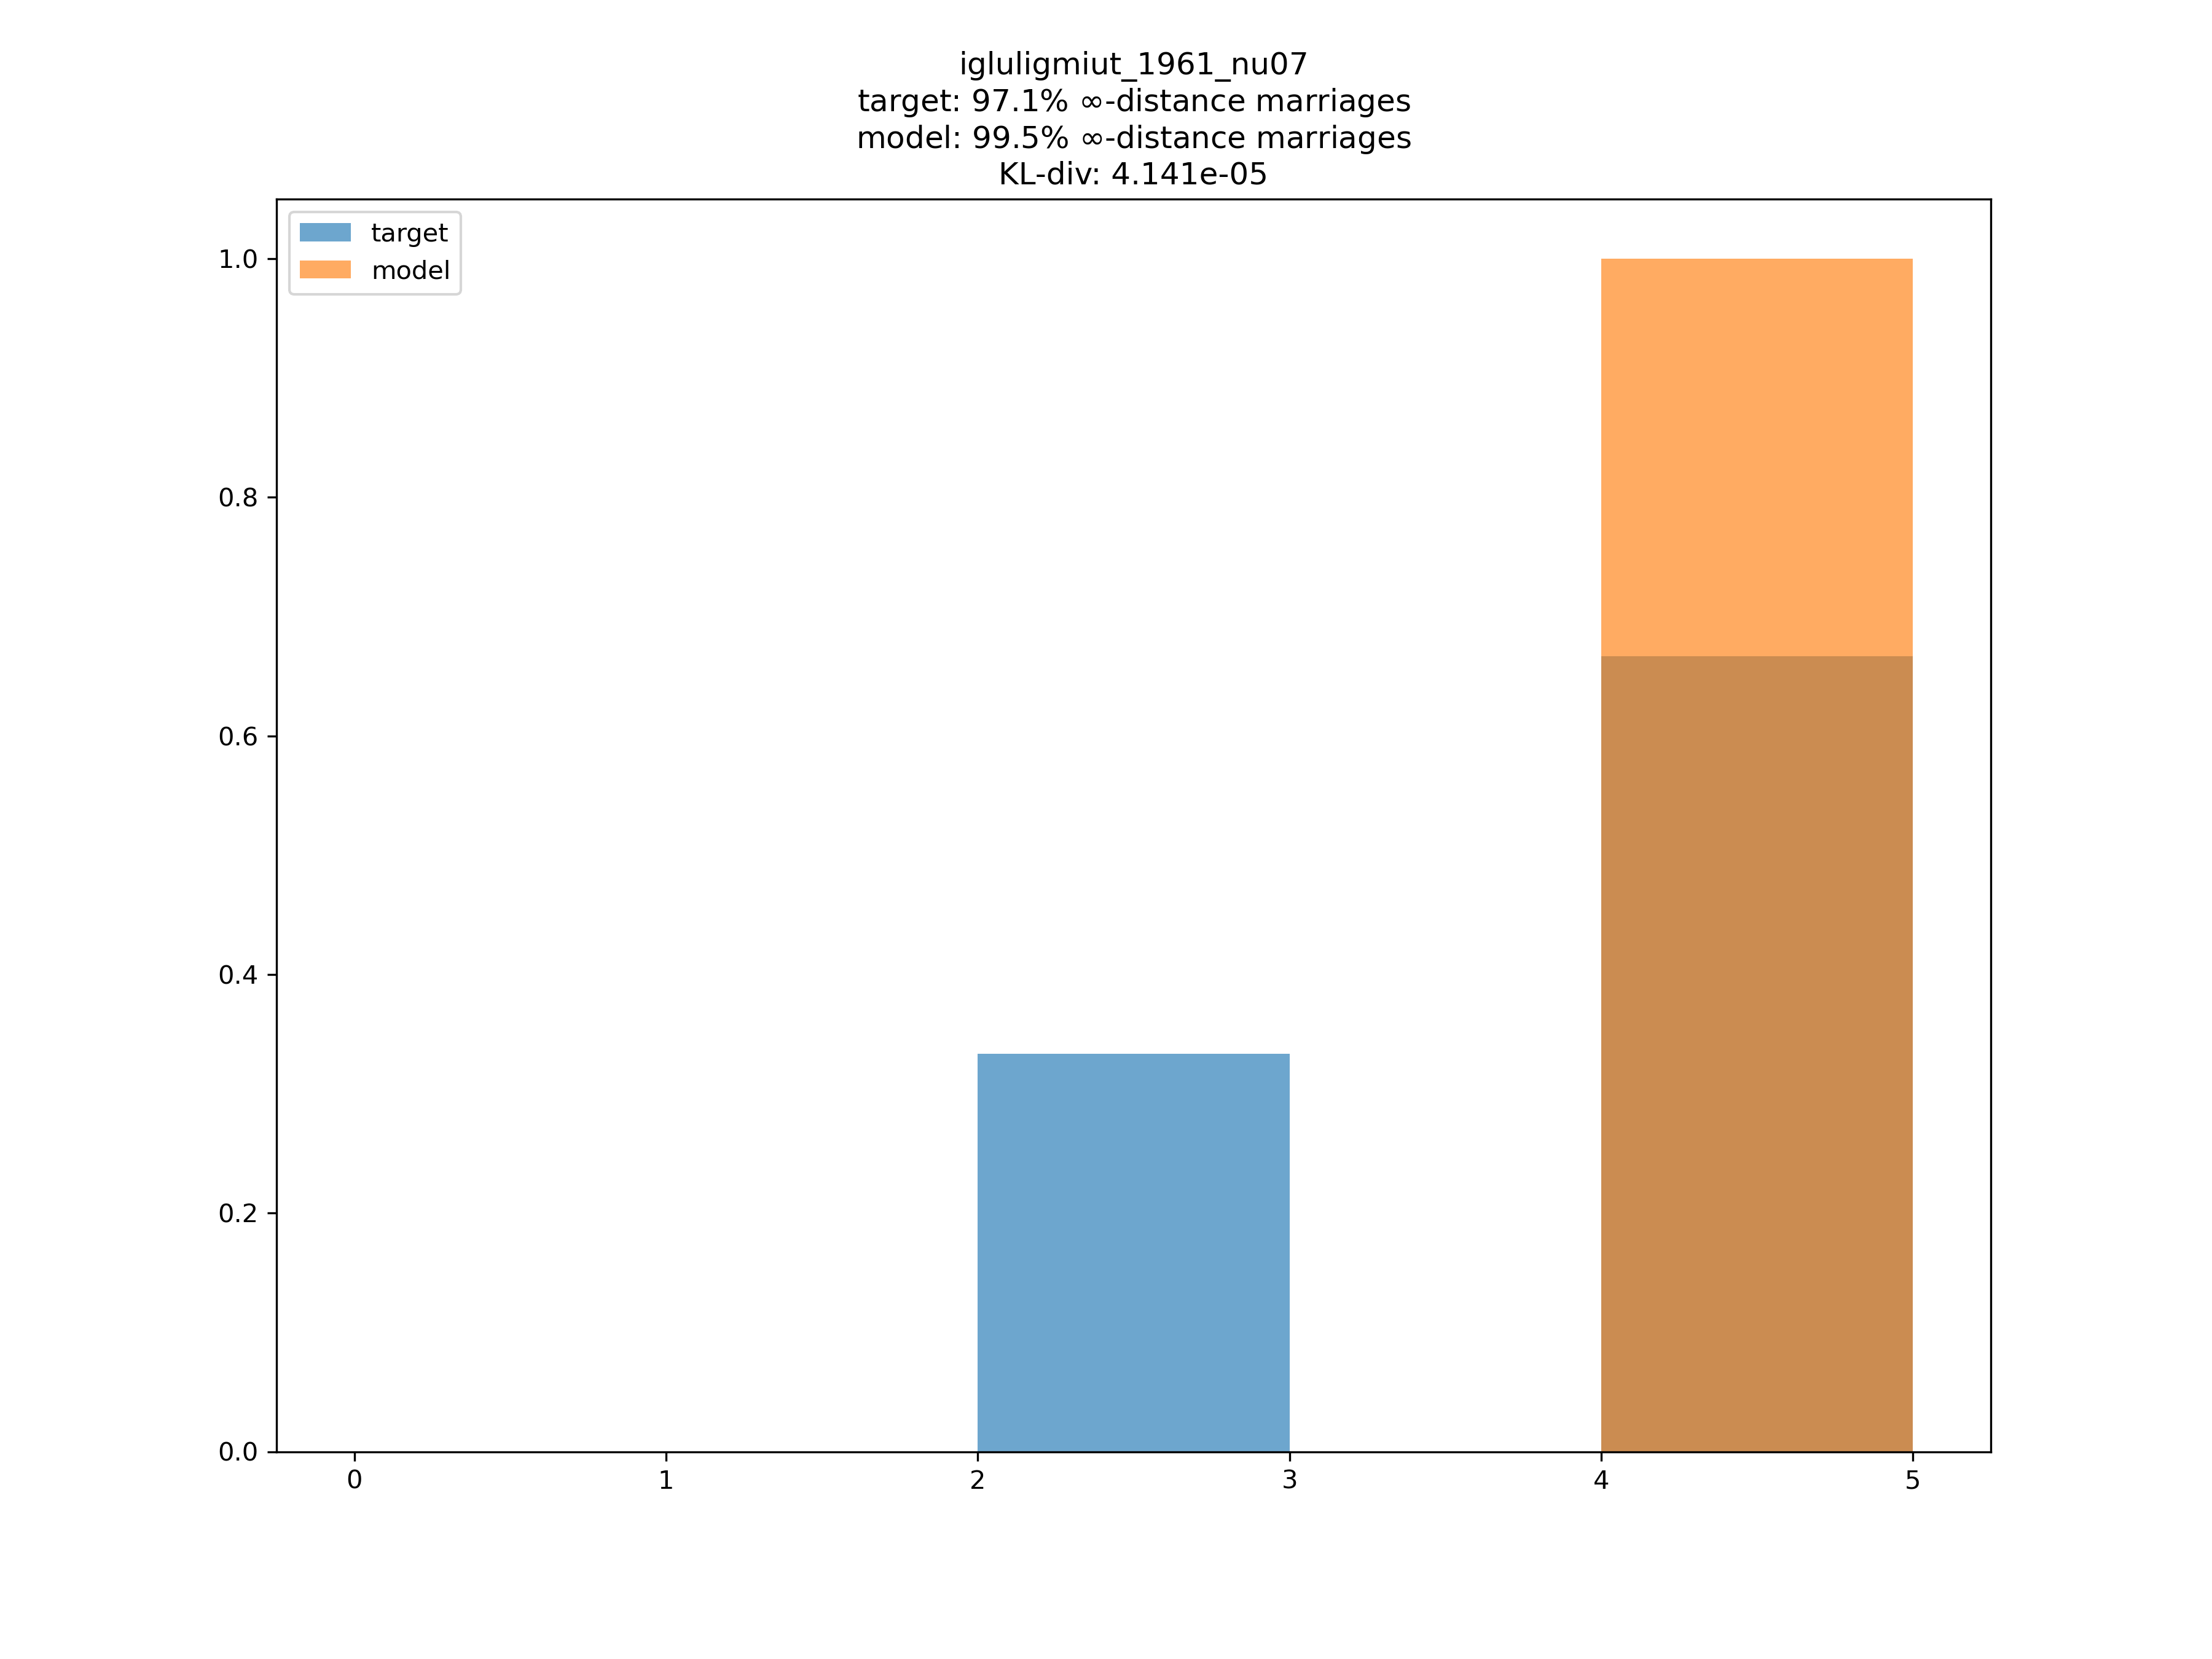 igluligmiut_1961_nu07
target: 97.1% ∞-distance marriages
model: 99.5% ∞-distance marriages
KL-div: 4.141e-05
target
model
1.0
0.8
0.6
0.4
0.2
0.0
0 1 2 3 4 5